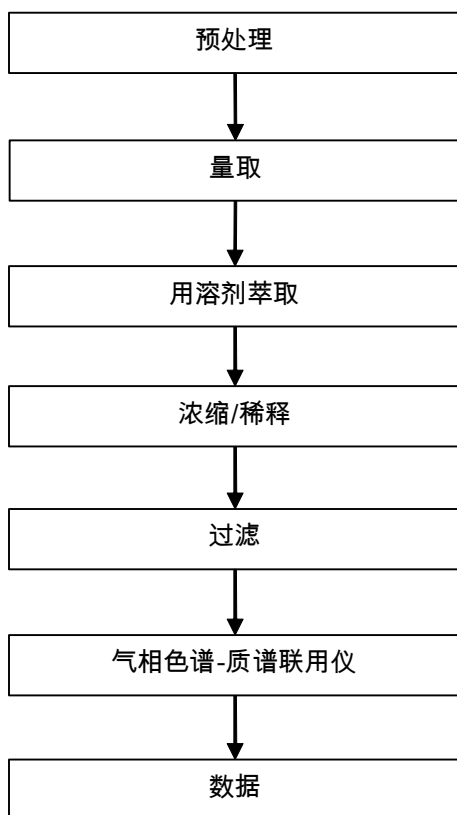 预处理
量取
用溶剂萃取
浓缩/稀释
过滤
气相色谱-质谱联用仪
数据